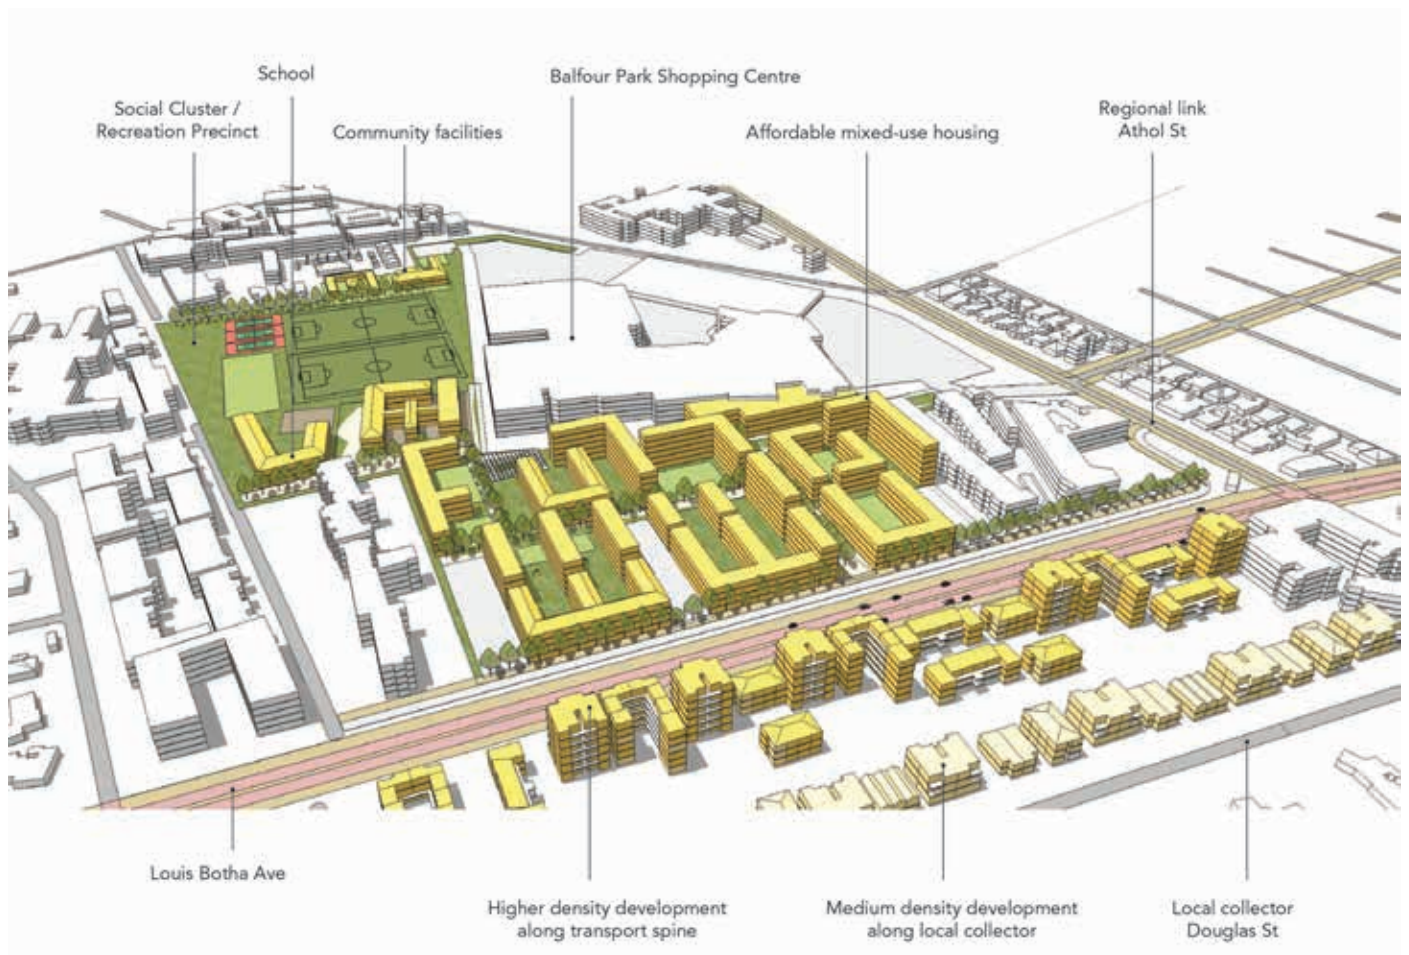 School
Balfour Park Shopping Centre
Social Cluster /
Recreation Precinct
Community facilities
Affordable mixed-use housing
Regional link
Athol St
Louis Botha Ave
Higher density development
along transport spine
Medium density development
along local collector
Local collector
Douglas St